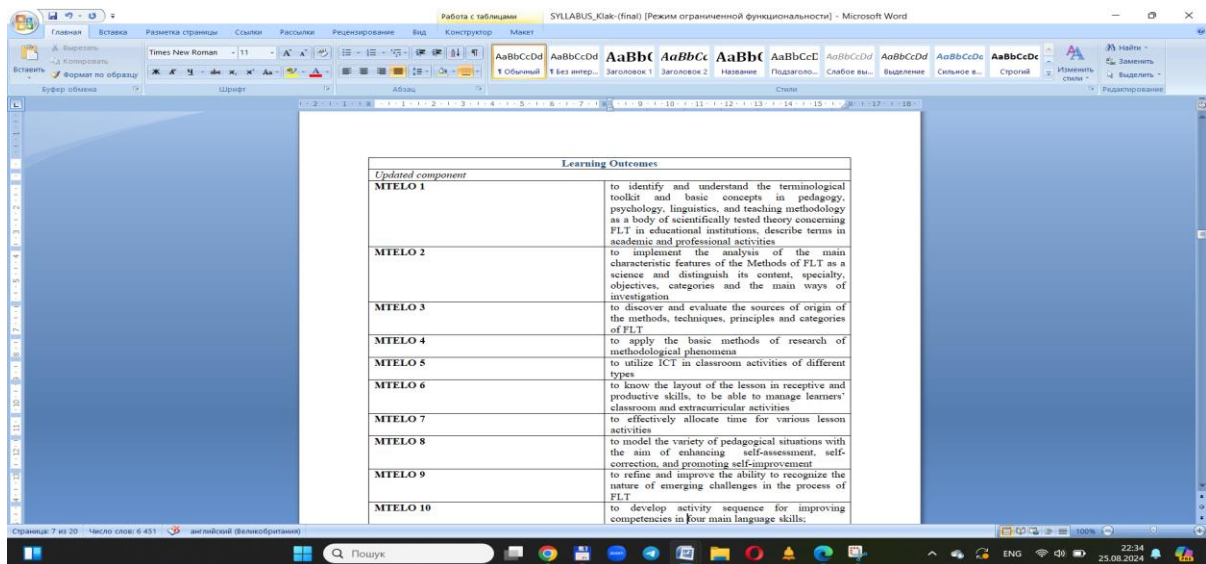 Работа с таблицами
SYLLABUS_Klak-(final) [Режим ограниченной функциональности] - Microsoft Word
Главная Вставка Разметка страницы Ссылки Рассылки Рецензирование Вид Конструктор Макет
Вставить
Вырезать
Копировать
Формат по образцу
Буфер обмена
Times New Roman 11
Шрифт
Абзац
AaBbCcDd AaBbCcDd AaBb( AaBbCc AaBb( AaBbCcE AaBbCcDd AaBbCcDd AaBbCcDc AaBbCcDc
¶ Обычный ¶ Без интер... Заголовок 1 Заголовок 2 Название Подзаголо... Слабое вы... Выделение Сильное в... Строгий
Изменить стили
Стили
Найти
Заменить
Выделить
Редактирование
Learning Outcomes
Updated component
MTELO 1 to identify and understand the terminological
toolkit and basic concepts in pedagogy,
psychology, linguistics, and teaching methodology
as a body of scientifically tested theory concerning
FLT in educational institutions, describe terms in
academic and professional activities
MTELO 2 to implement the analysis of the main
characteristic features of the Methods of FLT as a
science and distinguish its content, specialty,
objectives, categories and the main ways of
investigation
MTELO 3 to discover and evaluate the sources of origin of
the methods, techniques, principles and categories
of FLT
MTELO 4 to apply the basic methods of research of
methodological phenomena
MTELO 5 to utilize ICT in classroom activities of different
types
MTELO 6 to know the layout of the lesson in receptive and
productive skills, to be able to manage learners'
classroom and extracurricular activities
MTELO 7 to effectively allocate time for various lesson
activities
MTELO 8 to model the variety of pedagogical situations with
the aim of enhancing self-assessment, self-
correction, and promoting self-improvement
MTELO 9 to refine and improve the ability to recognize the
nature of emerging challenges in the process of
FLT
MTELO 10 to develop activity sequence for improving
competencies in four main language skills;
Страница: 7 из 20 Число слов: 6 451 английский (Великобритания) 100%
Пошук
ENG
22:34
25.08.2024